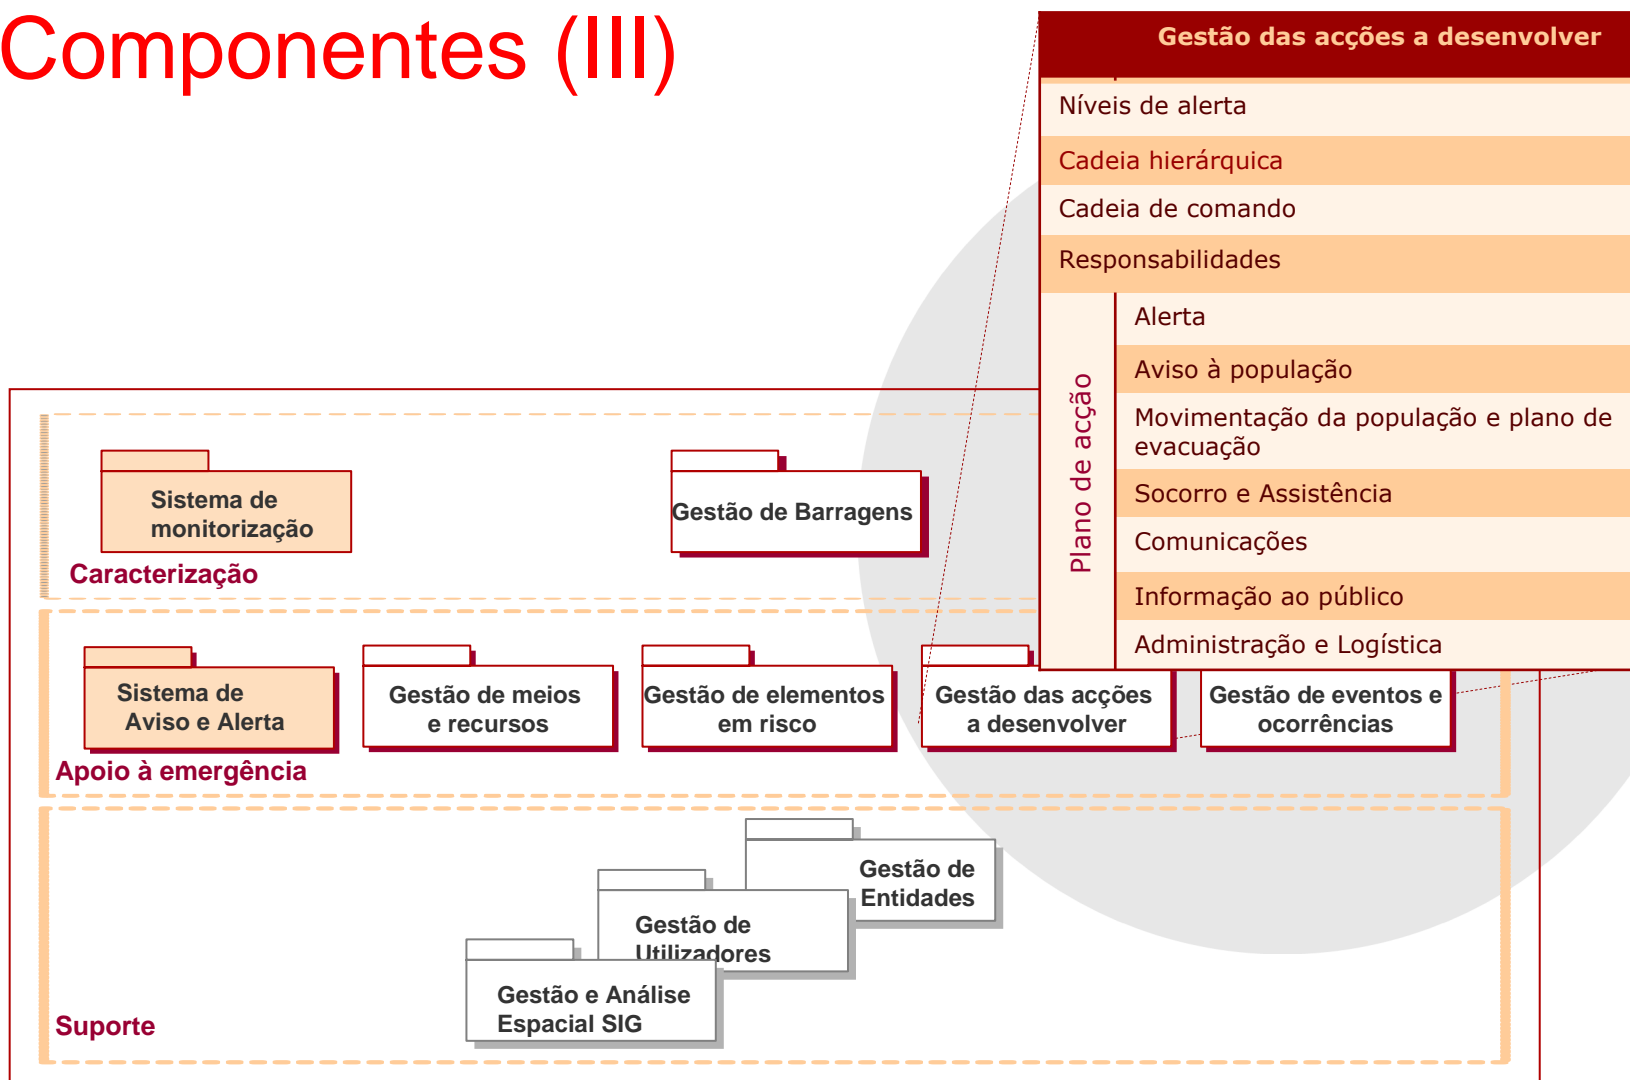 Componentes (III)
Gestão das acções a desenvolver
Níveis de alerta
Cadeia hierárquica
Cadeia de comando
Responsabilidades
Plano de acção
Alerta
Aviso à população
Movimentação da população e plano de
evacuação
Socorro e Assistência
Comunicações
Informação ao público
Administração e Logística
Sistema de
monitorização
Gestão de Barragens
Caracterização
Sistema de
Aviso e Alerta
Gestão de meios
e recursos
Gestão de elementos
em risco
Gestão das acções
a desenvolver
Gestão de eventos e
ocorrências
Apoio à emergência
Gestão de
Entidades
Gestão de
Utilizadores
Gestão e Análise
Espacial SIG
Suporte